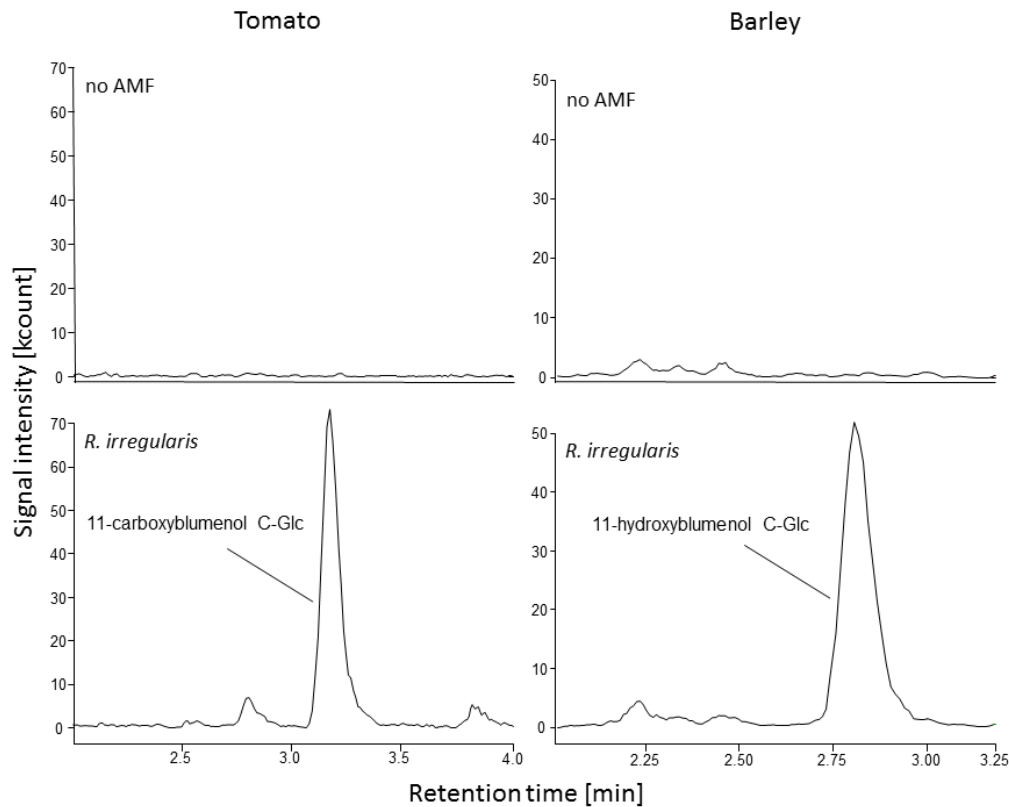 Tomato
Barley
Signal intensity [kcount]
70
60
50
40
30
20
10
0
no AMF
50
40
30
20
10
0
no AMF
70
60
50
40
30
20
10
0
R. irregularis
11-carboxyblumenol C-Glc
2.5 3.0 3.5 4.0
50
40
30
20
10
0
R. irregularis
11-hydroxyblumenol C-Glc
2.25 2.50 2.75 3.00 3.25
Retention time [min]